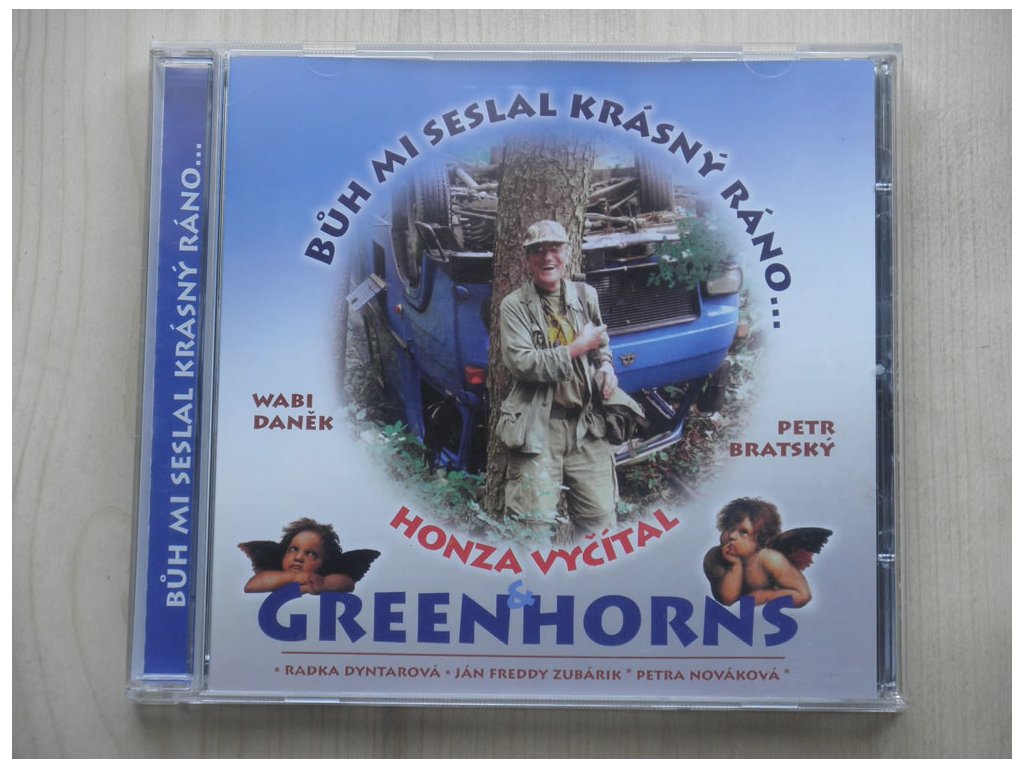 BŮH MI SESLAL KRÁSNÝ RÁNO...
BŮH MI SESLAL KRÁSNÝ RÁNO...
WABI
DANĚK
PETR
BRATSKÝ
HONZA VYČÍTAL
&
GREENHORNS
* RADKA DYNTAROVÁ * JÁN FREDDY ZUBÁRIK * PETRA NOVÁKOVÁ *